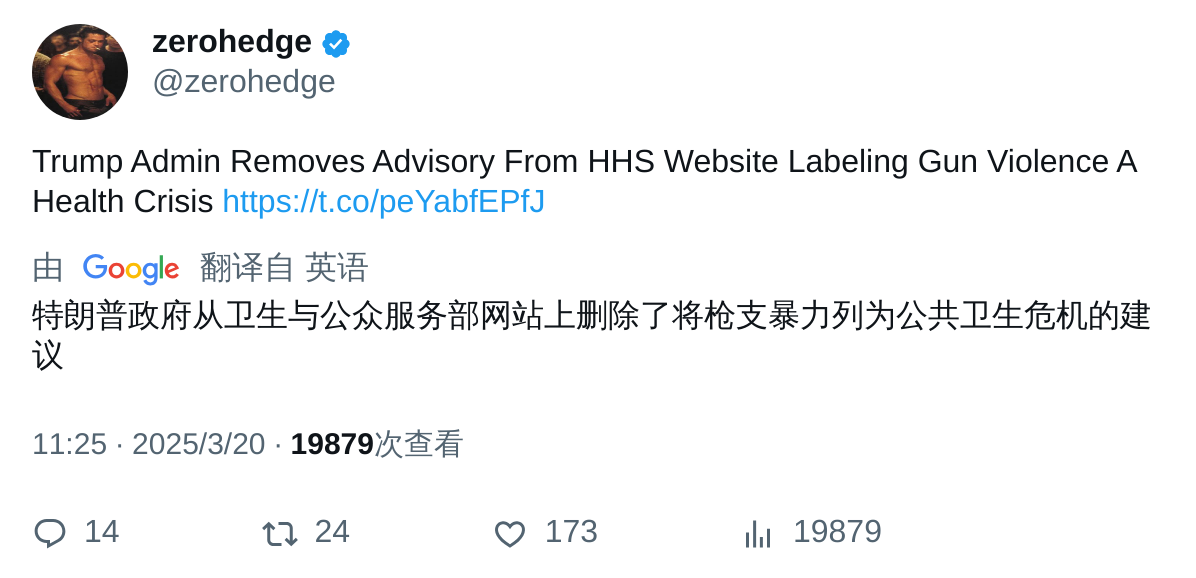 zerohedge
@zerohedge
Trump Admin Removes Advisory From HHS Website Labeling Gun Violence A
Health Crisis https://t.co/peYabfEPfJ
由 Google 翻译自 英语
特朗普政府从卫生与公众服务部网站上删除了将枪支暴力列为公共卫生危机的建
议
11:25 · 2025/3/20 · 19879次查看
14 24 173 19879